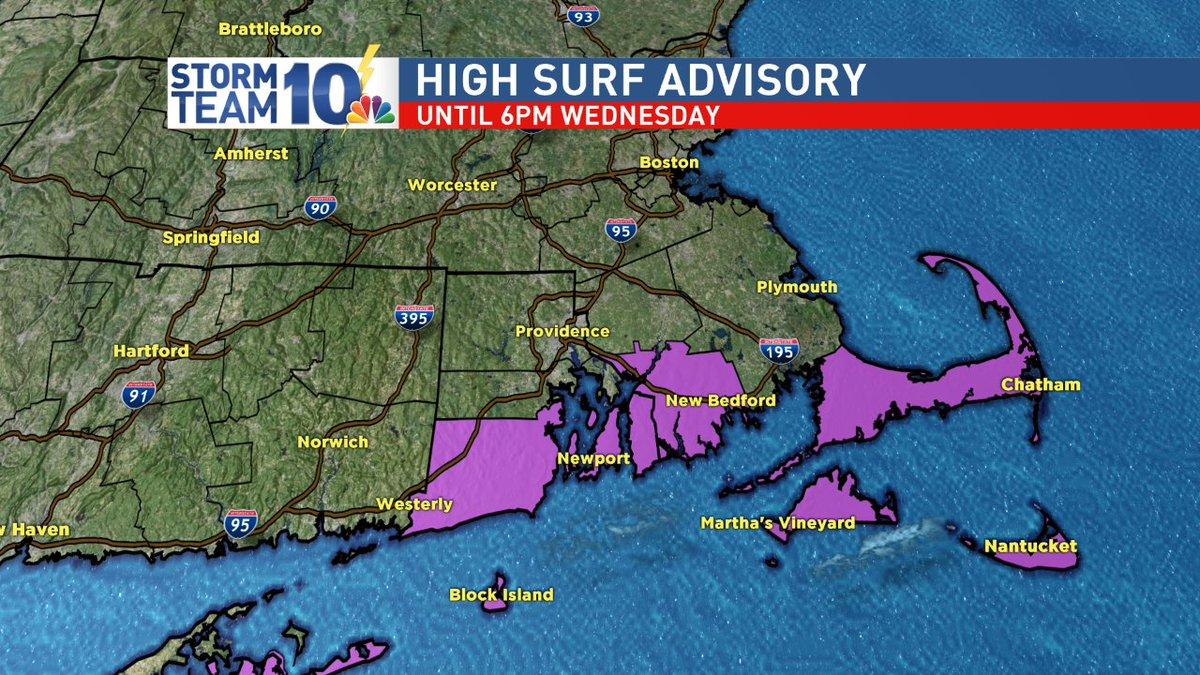 Brattleboro
93
STORM
TEAM
10
HIGH SURF ADVISORY
UNTIL 6PM WEDNESDAY
Amherst
Boston
Worcester
90
95
Springfield
Plymouth
395
Providence
Hartford
195
91
Chatham
New Bedford
Norwich
Newport
Westerly
95
Martha's Vineyard
w Haven
Nantucket
Block Island